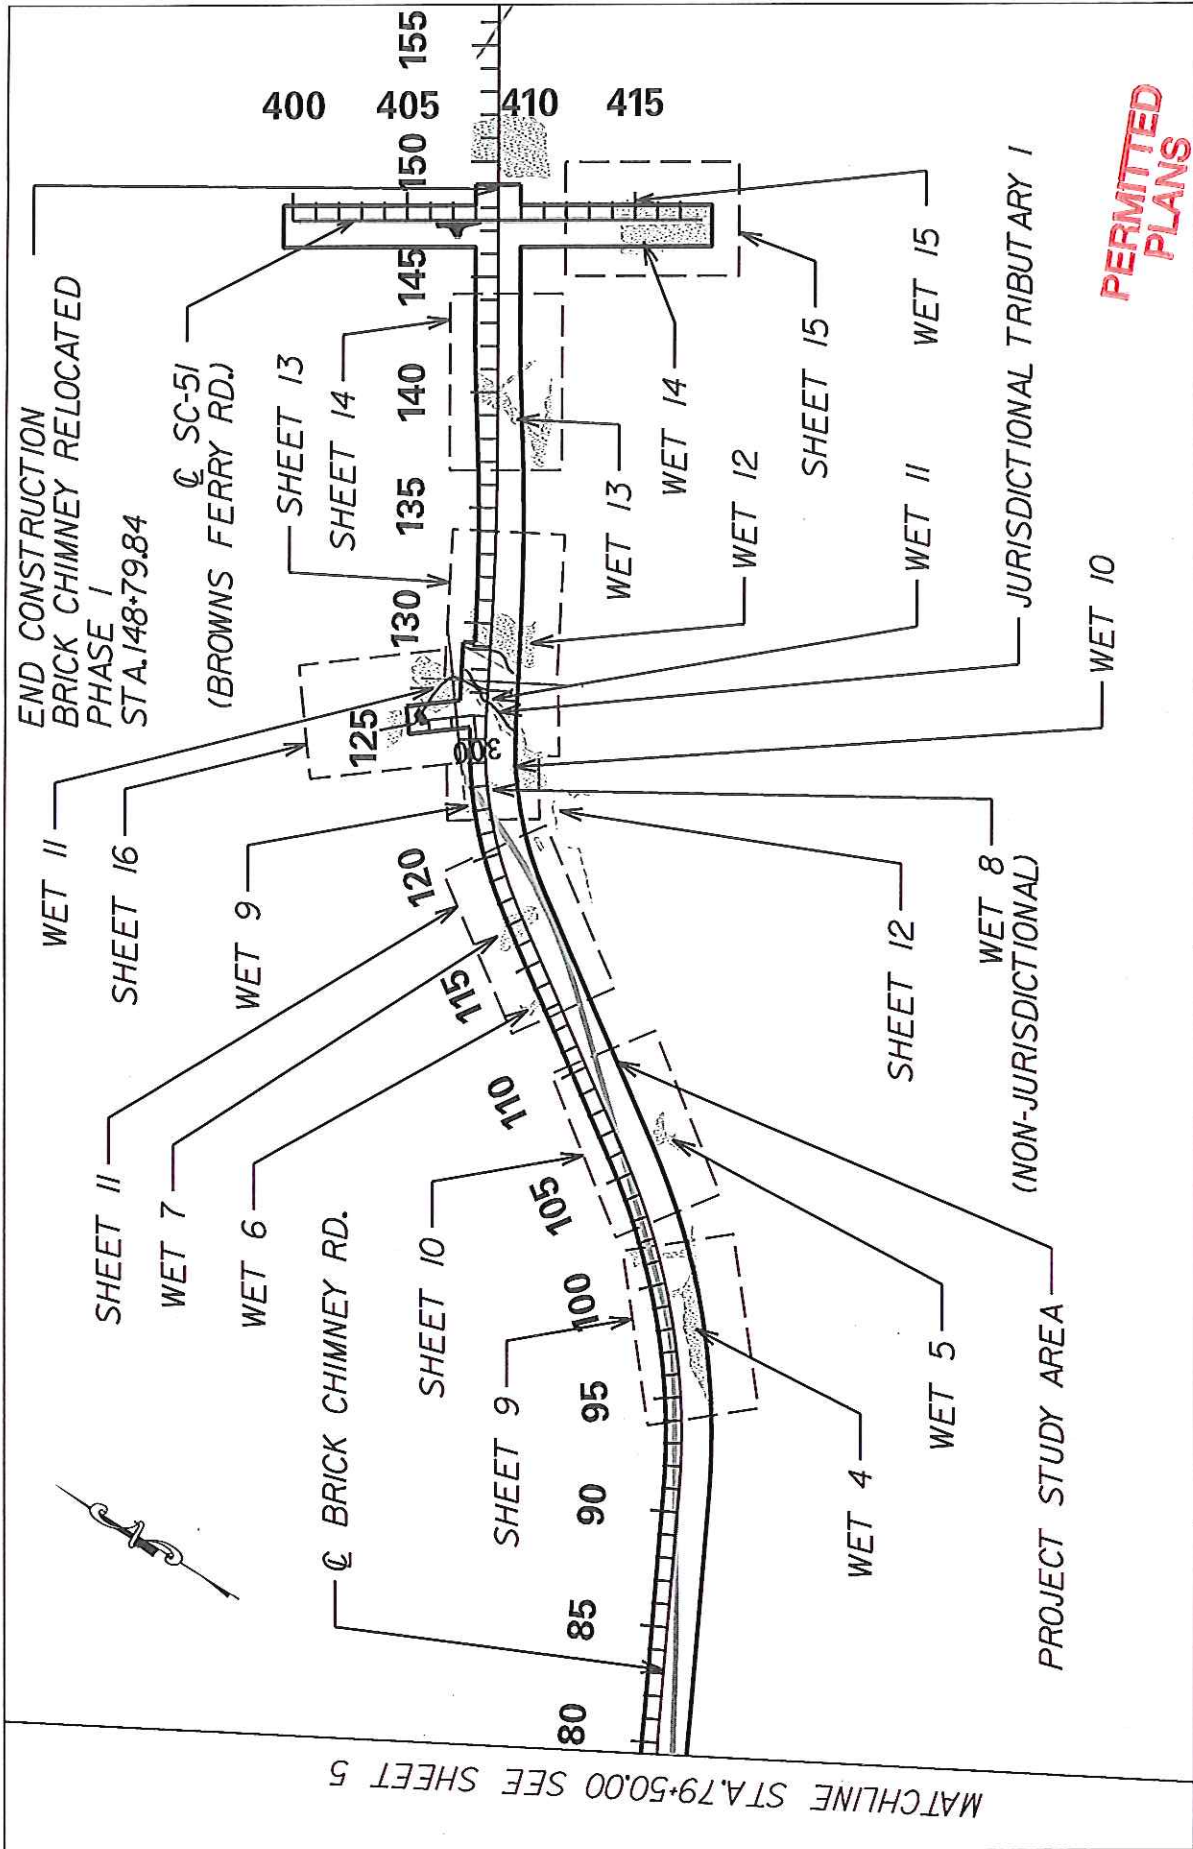 END CONSTRUCTION
BRICK CHIMNEY RELOCATED
PHASE I
STA.148+79.84
℄ SC-51
(BROWNS FERRY RD.)
SHEET 13
SHEET 14
WET 11
SHEET 16
WET 9
SHEET 11
WET 7
WET 6
℄ BRICK CHIMNEY RD.
SHEET 10
SHEET 9
80
85
90
95
100
105
110
115
120
125
130
135
140
145
150
155
400
405
410
415
300
WET 4
WET 5
PROJECT STUDY AREA
SHEET 12
WET 8
(NON-JURISDICTIONAL)
WET 10
JURISDICTIONAL TRIBUTARY 1
WET 11
WET 12
WET 13
WET 14
SHEET 15
WET 15
MATCHLINE STA.79+50.00 SEE SHEET 5
PERMITTED
PLANS